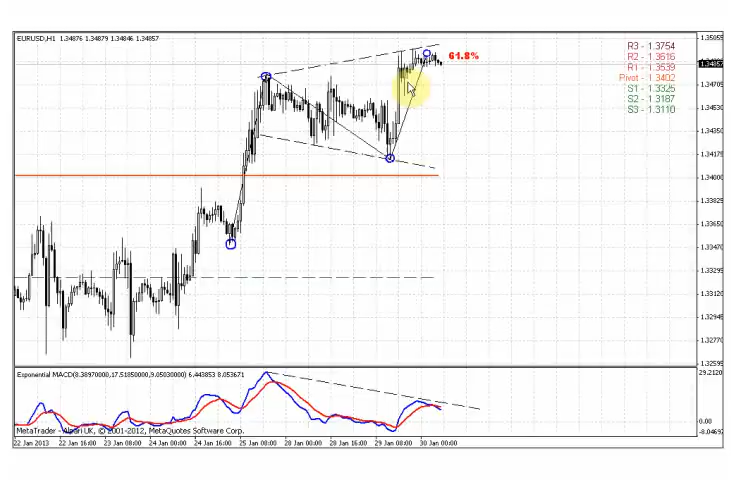 EURUSD,H1 1.34876 1.34879 1.34846 1.34857
61.8%
R3 - 1.3754
R2 - 1.3616
R1 - 1.3539
Pivot - 1.3402
S1 - 1.3325
S2 - 1.3187
S3 - 1.3110
1.35055
1.34857
1.34705
1.34530
1.34350
1.34175
1.34000
1.33825
1.33650
1.33470
1.33295
1.33120
1.32945
1.32770
1.32595
Exponential MACD(8.38970000,17.51850000,9.05030000) 6.443853 8.053671
29.2120
0.00
-8.0469
MetaTrader - Alpari UK, © 2001-2012, MetaQuotes Software Corp.
22 Jan 2013
22 Jan 16:00
23 Jan 08:00
24 Jan 00:00
24 Jan 16:00
25 Jan 08:00
28 Jan 00:00
28 Jan 16:00
29 Jan 08:00
30 Jan 00:00